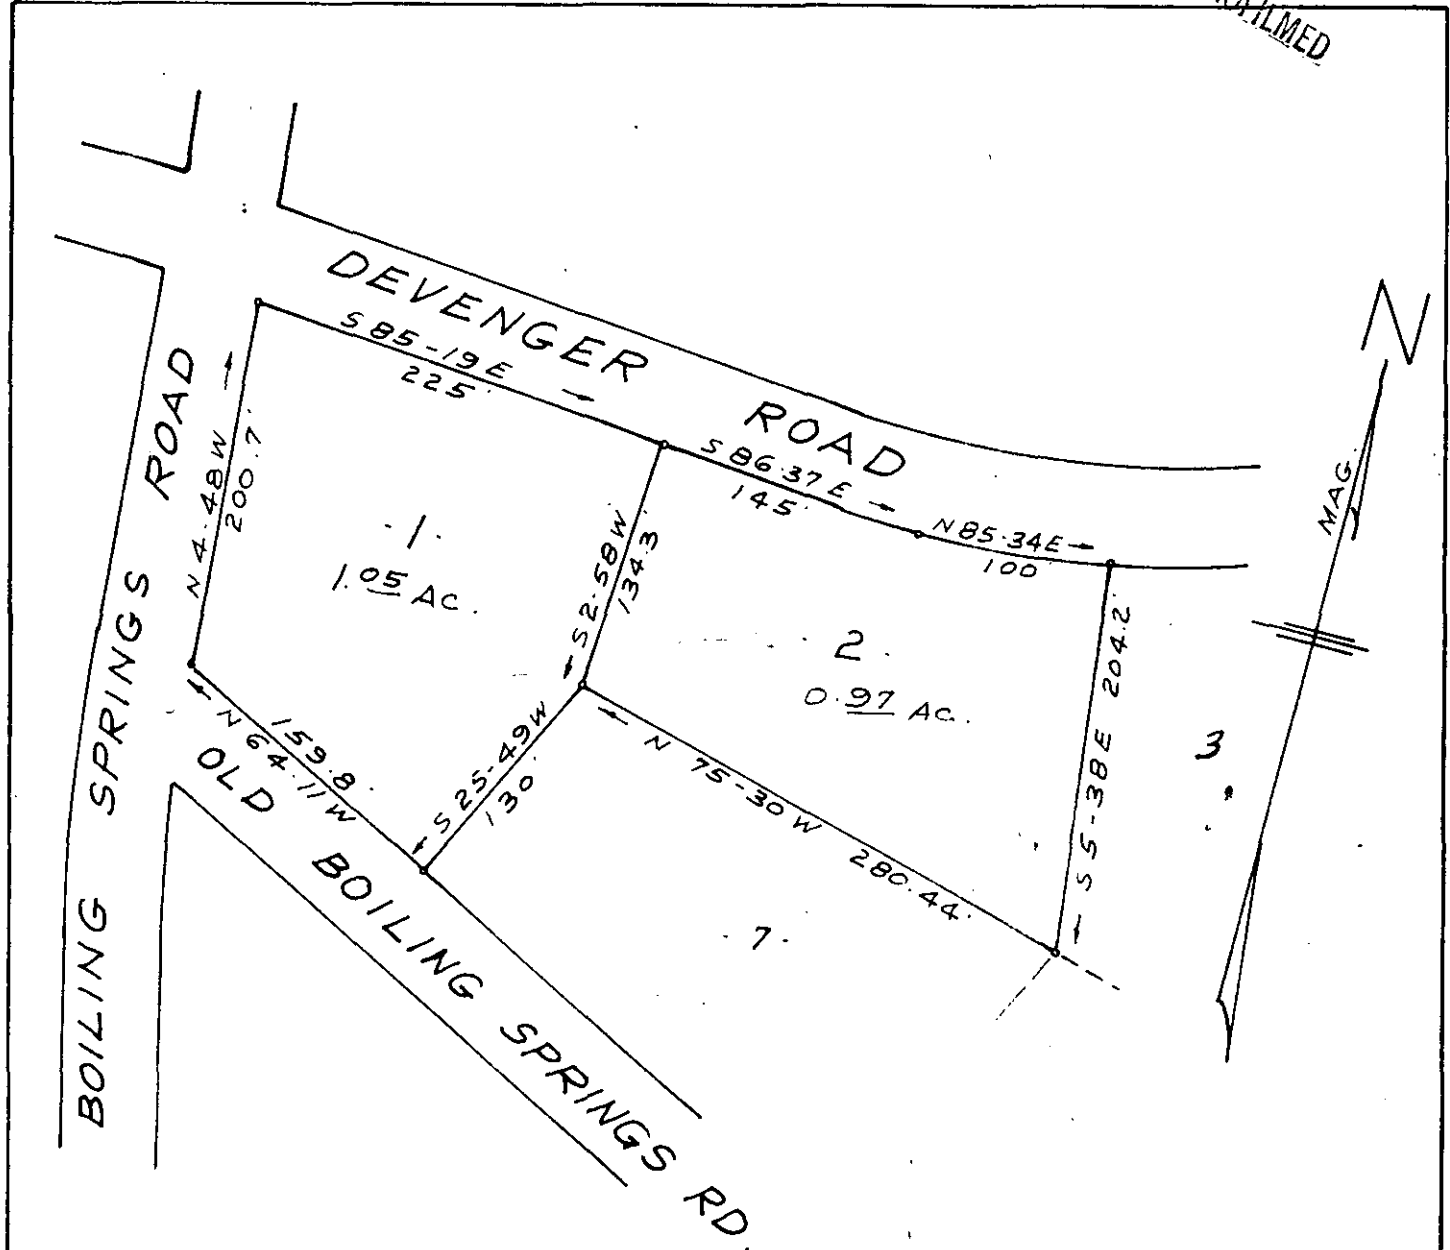 DEVENGER ROAD
S 85-19 E
225'
S 86.37 E
145'
N 85.34 E
100
N
MAG.
BOILING SPRINGS ROAD
N 4.48 W
200.7'
.1.
1.05 AC.
S 2.58 W
134.3
.2.
0.97 AC.
S 5-38 E 204.2'
3
N 64.11 W
159.8'
S 25-49 W
130'
N 75-30 W 280.44'
.7.
OLD BOILING SPRINGS RD.